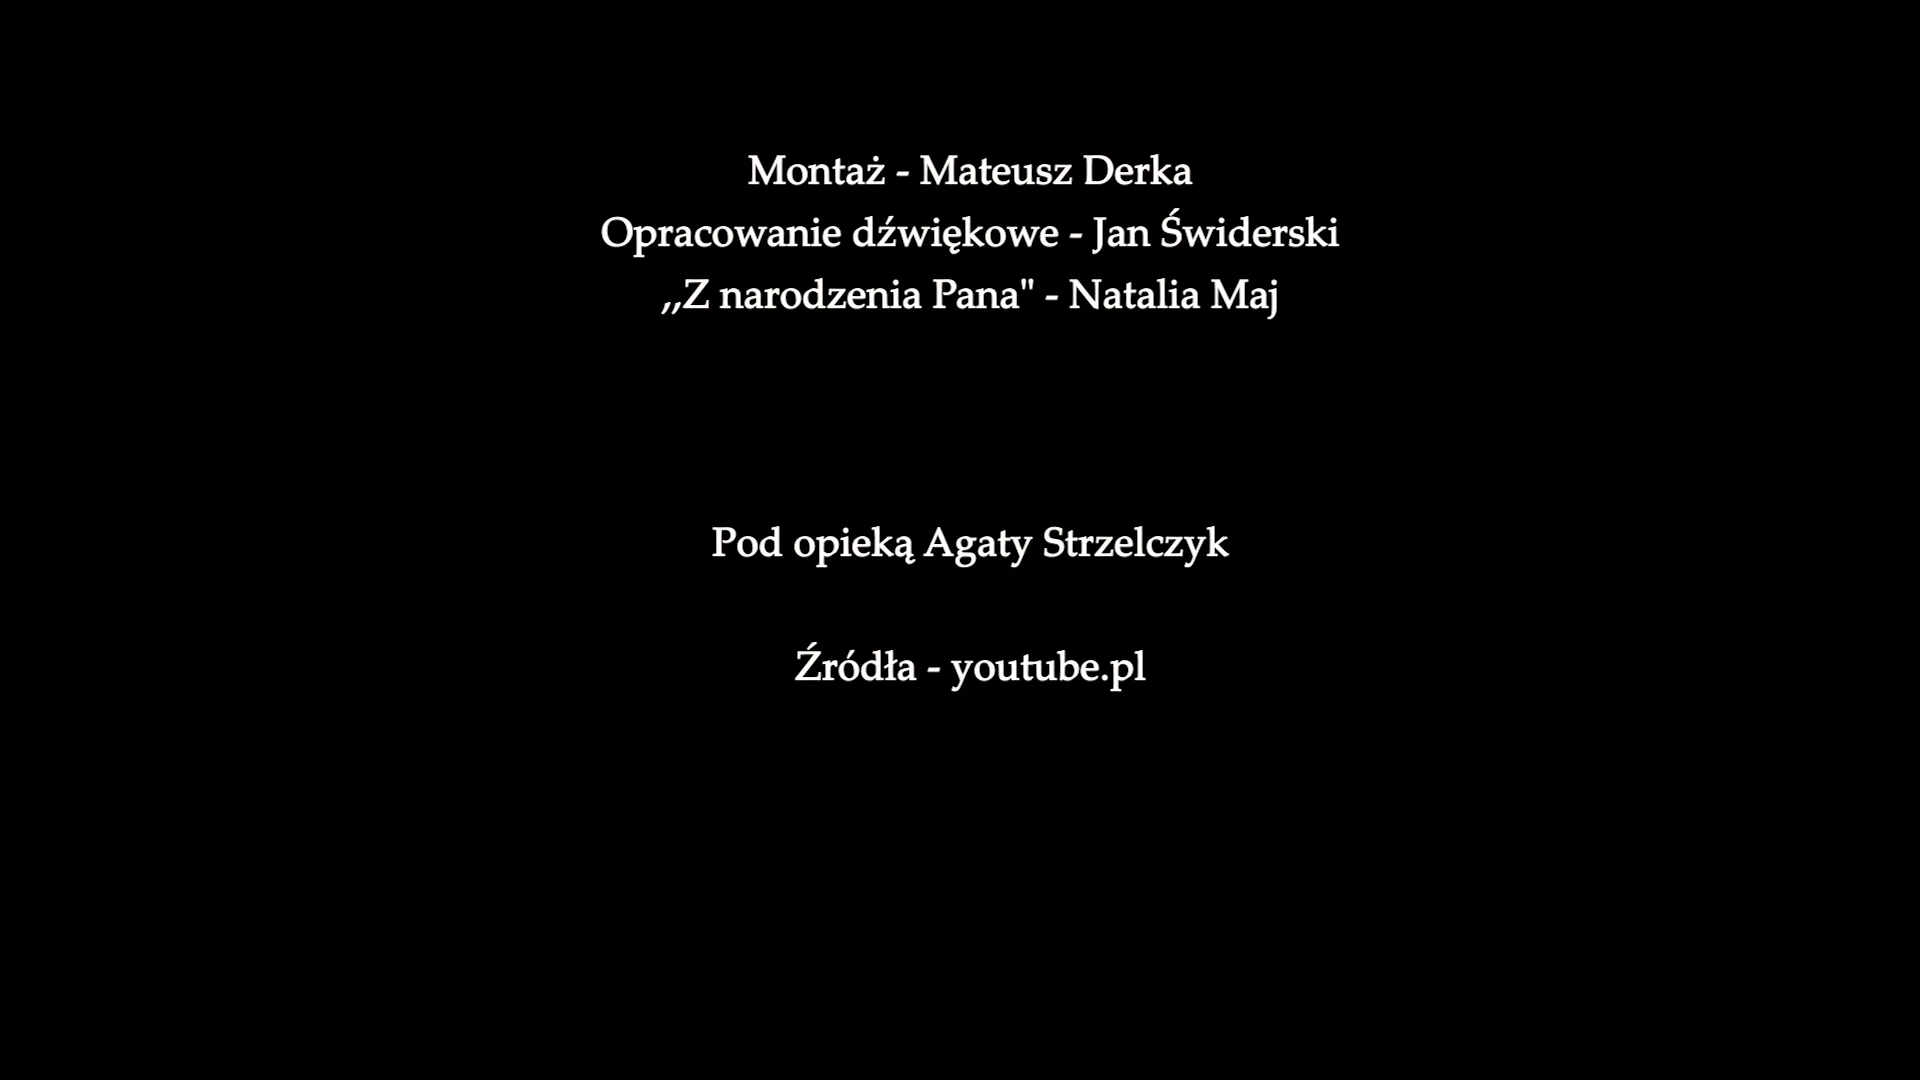 Montaż - Mateusz Derka
Opracowanie dźwiękowe - Jan Świderski
,,Z narodzenia Pana" - Natalia Maj
Pod opieką Agaty Strzelczyk
Źródła - youtube.pl